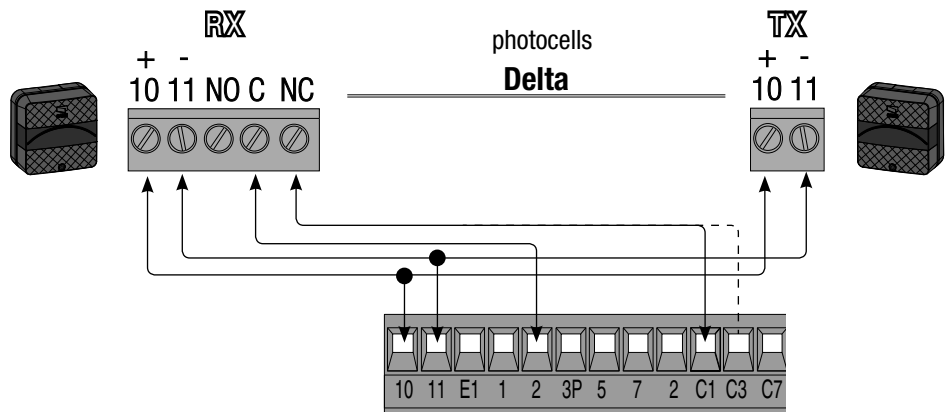 RX
photocells
TX
+ -
Delta
+ -
10 11 NO C NC
10 11
10 11 E1 1 2 3P 5 7 2 C1 C3 C7